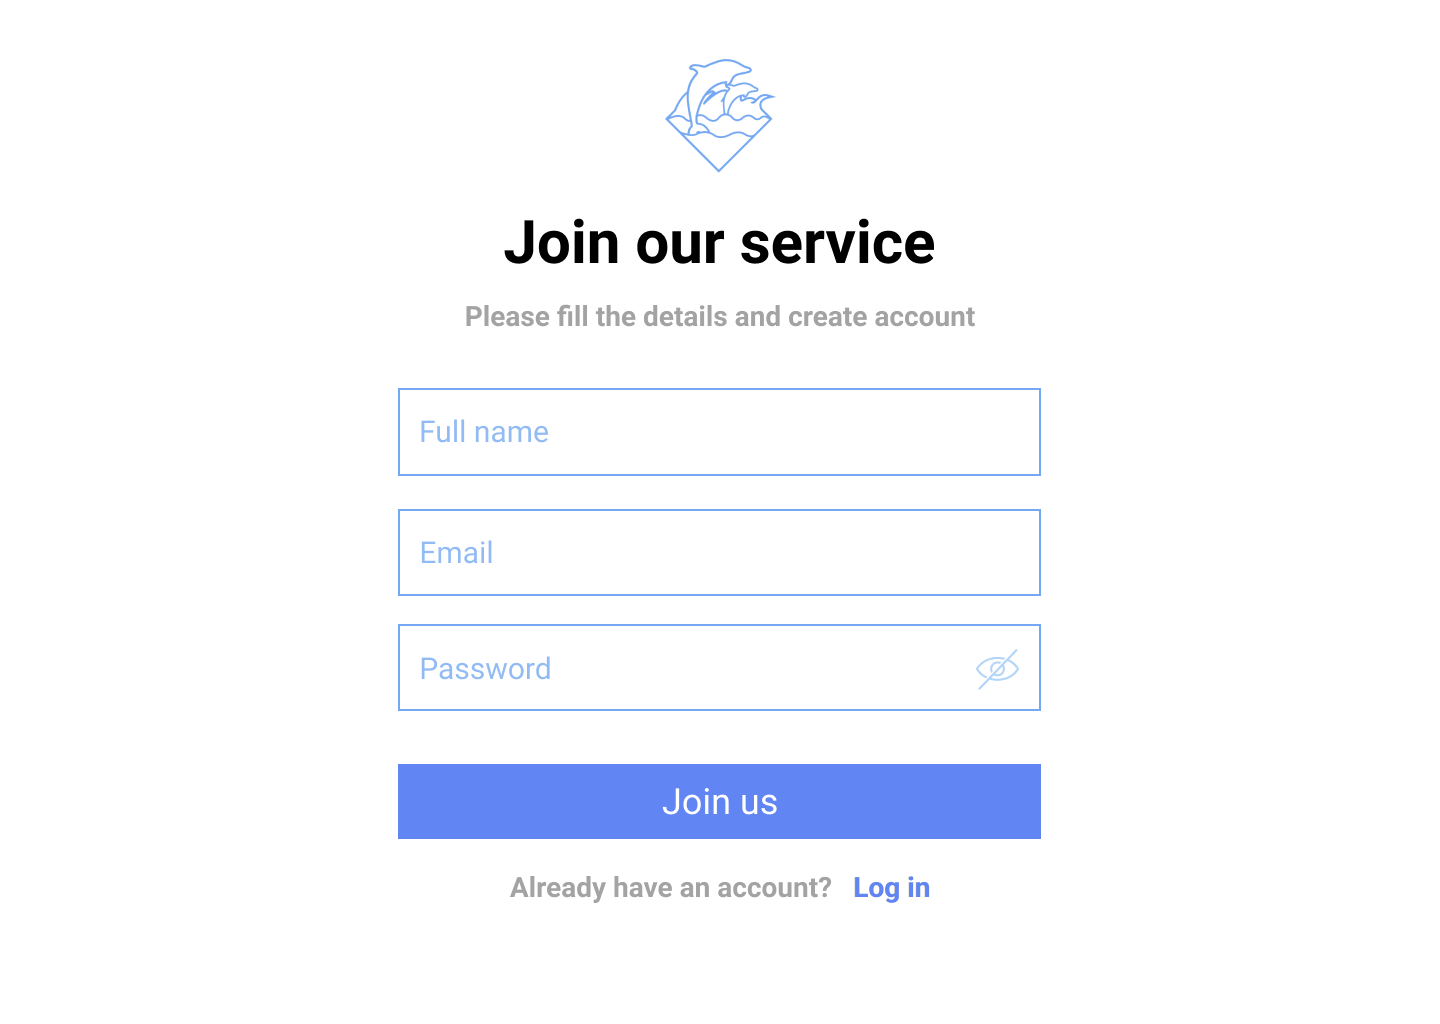 Join our service
Please fill the details and create account
Full name
Email
Password
Join us
Already have an account? Log in